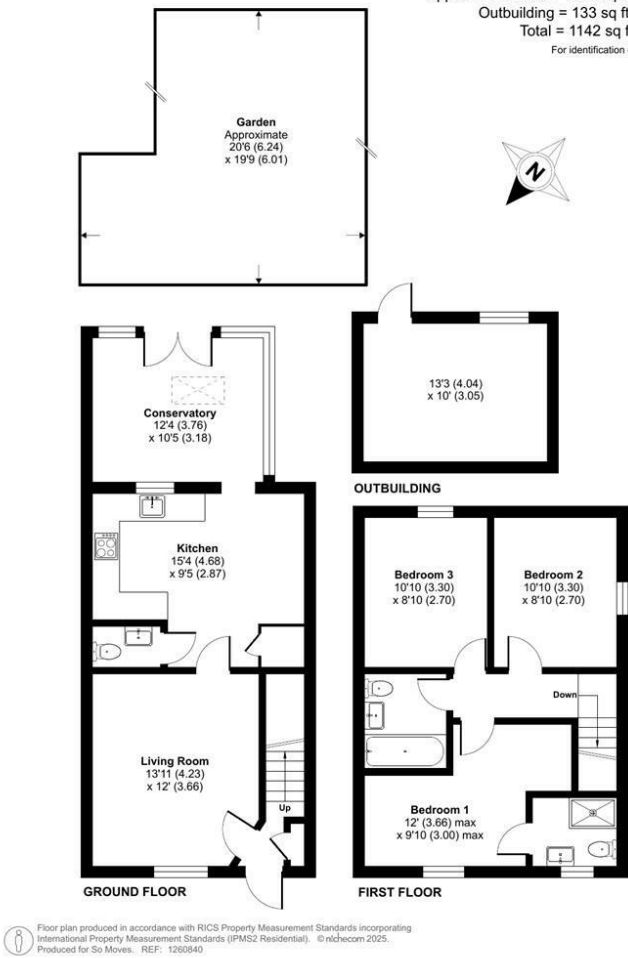 Outbuilding = 133 sq ft
Total = 1142 sq f
For identification
Garden
Approximate
20'6 (6.24)
x 19'9 (6.01)
N
Conservatory
12'4 (3.76)
x 10'5 (3.18)
13'3 (4.04)
x 10' (3.05)
OUTBUILDING
Kitchen
15'4 (4.68)
x 9'5 (2.87)
Bedroom 3
10'10 (3.30)
x 8'10 (2.70)
Bedroom 2
10'10 (3.30)
x 8'10 (2.70)
Down
Living Room
13'11 (4.23)
x 12' (3.66)
Up
Bedroom 1
12' (3.66) max
x 9'10 (3.00) max
GROUND FLOOR
FIRST FLOOR
Floor plan produced in accordance with RICS Property Measurement Standards incorporating
International Property Measurement Standards (IPMS2 Residential). ©nichecom 2025.
Produced for So Moves. REF: 1260840